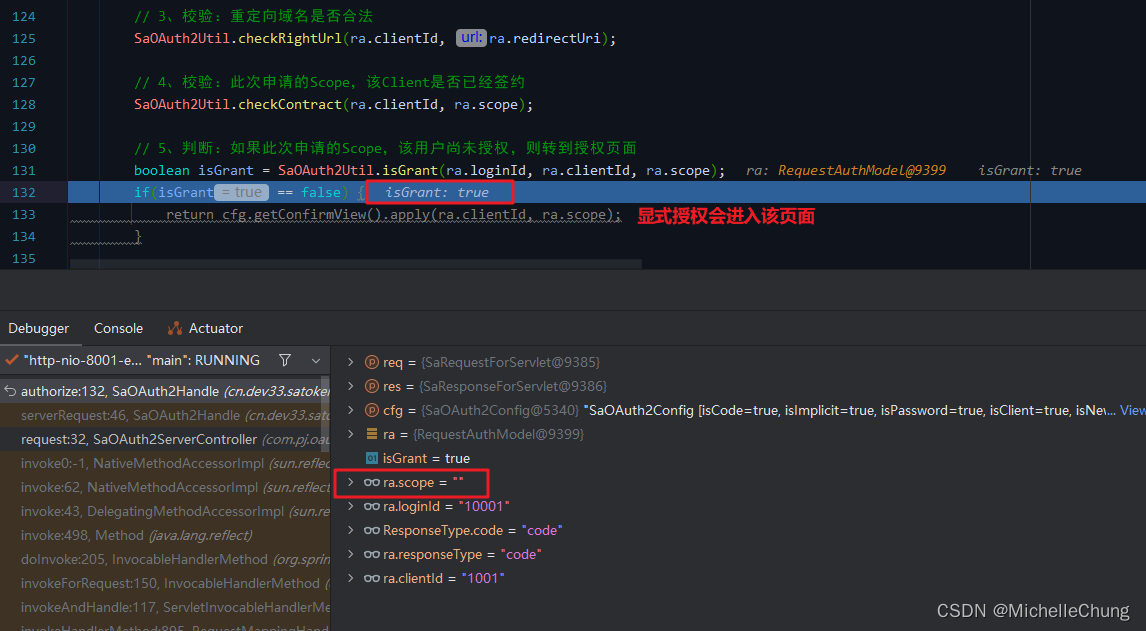 124 // 3、校验：重定向域名是否合法
125 SaOAuth2Util.checkRightUrl(ra.clientId, url: ra.redirectUri);
126
127 // 4、校验：此次申请的Scope，该Client是否已经签约
128 SaOAuth2Util.checkContract(ra.clientId, ra.scope);
129
130 // 5、判断：如果此次申请的Scope，该用户尚未授权，则转到授权页面
131 boolean isGrant = SaOAuth2Util.isGrant(ra.loginId, ra.clientId, ra.scope); ra: RequestAuthModel@9399 isGrant: true
132 if(isGrant = true == false) { isGrant: true
133 return cfg.getConfirmView().apply(ra.clientId, ra.scope); 显式授权会进入该页面
134 }
135
Debugger Console Actuator
"http-nio-8001-e... "main": RUNNING
authorize:132, SaOAuth2Handle (cn.dev33.satoken
serverRequest:46, SaOAuth2Handle (cn.dev33.sato
request:32, SaOAuth2ServerController (com.pj.oau
invoke0:-1, NativeMethodAccessorImpl (sun.reflec
invoke:62, NativeMethodAccessorImpl (sun.reflect
invoke:43, DelegatingMethodAccessorImpl (sun.re
invoke:498, Method (java.lang.reflect)
doInvoke:205, InvocableHandlerMethod (org.sprin
invokeForRequest:150, InvocableHandlerMethod (
invokeAndHandle:117, ServletInvocableHandlerMe
invokeHandlerMethod:895, RequestMappingHand
req = {SaRequestForServlet@9385}
res = {SaResponseForServlet@9386}
cfg = {SaOAuth2Config@5340} "SaOAuth2Config [isCode=true, isImplicit=true, isPassword=true, isClient=true, isNe... View
ra = {RequestAuthModel@9399}
isGrant = true
ra.scope = ""
ra.loginId = "10001"
ResponseType.code = "code"
ra.responseType = "code"
ra.clientId = "1001"
CSDN @MichelleChung